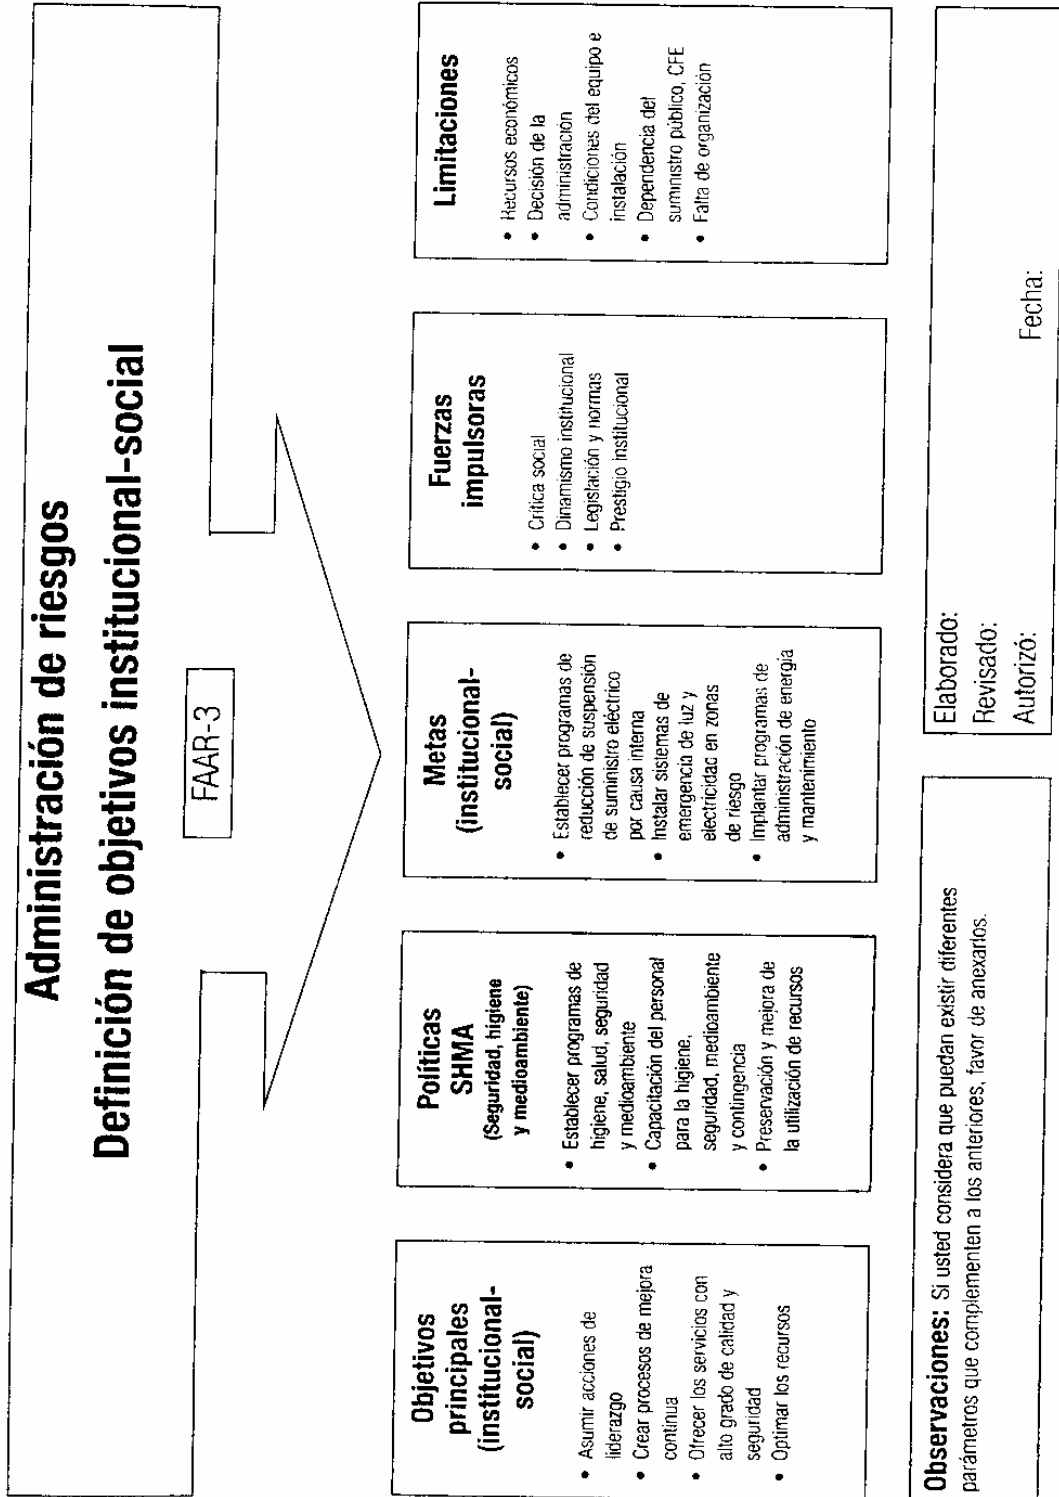 Administración de riesgos
Definición de objetivos institucional-social
FAAR-3
Objetivos
principales
(institucional-
social)
• Asumir acciones de
liderazgo
• Crear procesos de mejora
continua
• Ofrecer los servicios con
alto grado de calidad y
seguridad
• Optimar los recursos
Políticas
SHMA
(Seguridad, higiene
y medioambiente)
• Establecer programas de
higiene, salud, seguridad
y medioambiente
• Capacitación del personal
para la higiene,
seguridad, medioambiente
y contingencia
• Preservación y mejora de
la utilización de recursos
Metas
(institucional-
social)
• Establecer programas de
reducción de suspensión
de suministro eléctrico
por causa interna
• Instalar sistemas de
emergencia de luz y
electricidad en zonas
de riesgo
• Implantar programas de
administración de energía
y mantenimiento
Fuerzas
impulsoras
• Crítica social
• Dinamismo institucional
• Legislación y normas
• Prestigio institucional
Limitaciones
• Recursos económicos
• Decisión de la
administración
• Condiciones del equipo e
instalación
• Dependencia del
suministro público, CFE
• Falta de organización
Observaciones: Si usted considera que puedan existir diferentes
parámetros que complementen a los anteriores, favor de anexarlos.
Elaborado:
Revisado:
Autorizó:
Fecha: